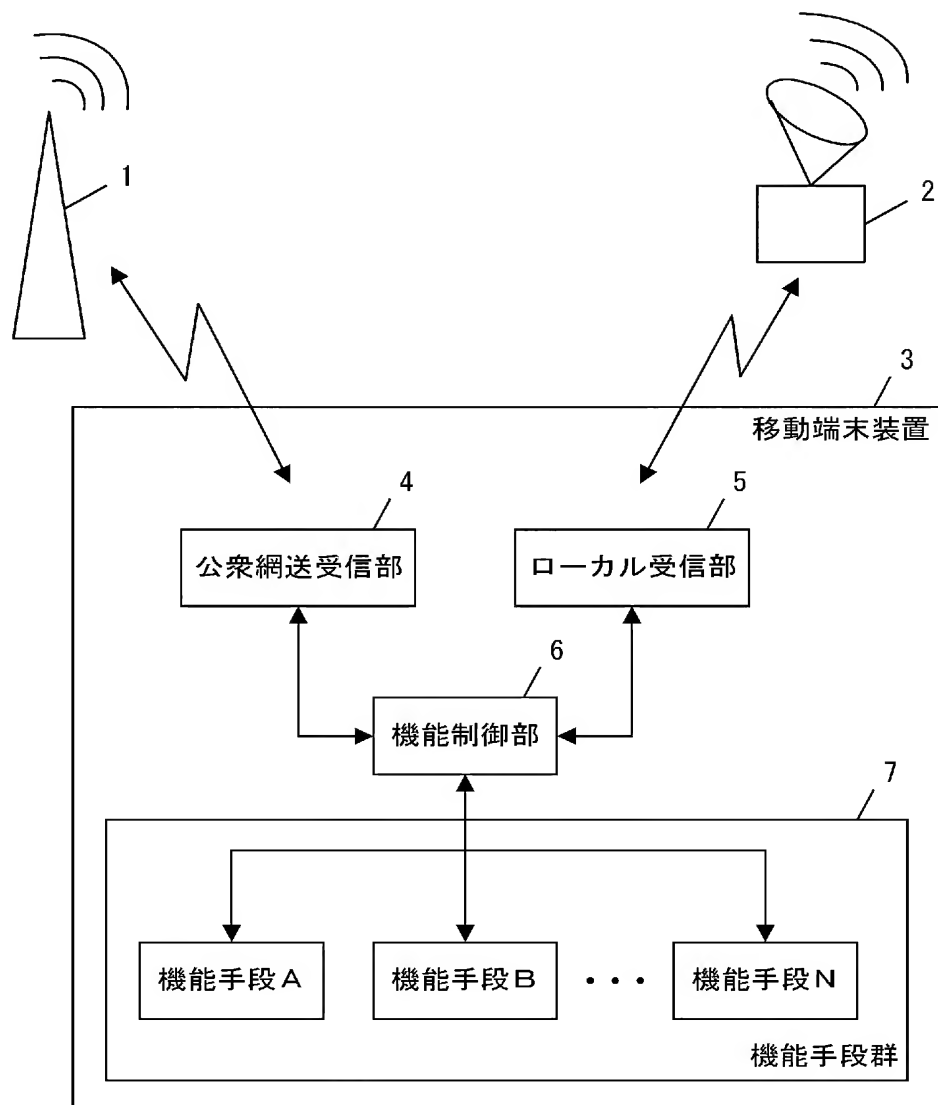 1
2
3
移動端末装置
4
5
公衆網送受信部
ローカル受信部
6
機能制御部
7
機能手段A
機能手段B
・・・
機能手段N
機能手段群